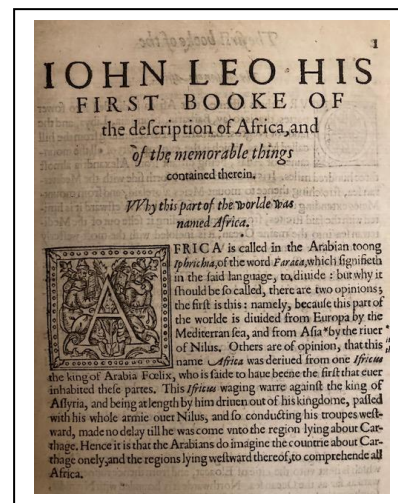 1
IOHN LEO HIS
FIRST BOOKE OF
the deſcription of Africa, and
of the memorable things
contained therein.
VVhy this part of the worlde was
named Africa.
AFRICA is called in the Arabian toong
Iphrichia, of the word Faraca, which ſignifieth
in the ſaid language, to diuide : but why it
ſhould be ſo called, there are two opinions;
the firſt is this : namely, becauſe this part of
the worlde is diuided from Europa by the
Mediterran ſea, and from Aſia *by the riuer
of Nilus. Others are of opinion, that this
name Africa was deriued from one Ifricus
the king of Arabia Fœlix, who is ſaide to haue beene the firſt that euer
inhabited theſe partes. This Ifricus waging warre againſt the king of
Aſſyria, and being at length by him driuen out of his kingdome, paſſed
with his whole armie ouer Nilus, and ſo conducting his troupes weſt-
ward, made no delay till he was come vnto the region lying about Car-
thage. Hence it is that the Arabians do imagine the countrie about Car-
thage onely, and the regions lying weſtward thereof, to comprehende all
Africa.